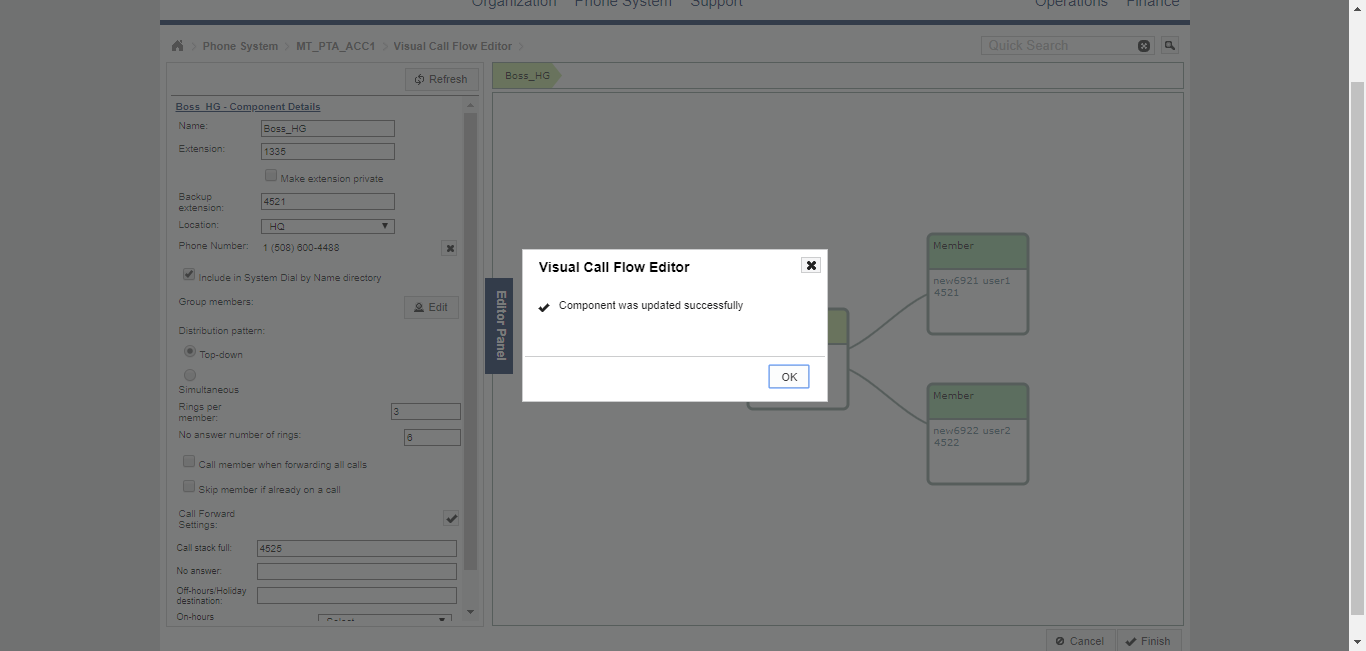 Organization Phone System Support Operations Finance
Phone System MT_PTA_ACC1 Visual Call Flow Editor
Quick Search
Refresh
Boss_HG
Boss_HG - Component Details
Name: Boss_HG
Extension: 1335
Make extension private
Backup
extension: 4521
Location: HQ
Phone Number: 1 (508) 600-4488
Include in System Dial by Name directory
Group members: Edit
Distribution pattern:
Top-down
Simultaneous
Rings per
member: 3
No answer number of rings: 6
Call member when forwarding all calls
Skip member if already on a call
Call Forward
Settings:
Call stack full: 4525
No answer:
Off-hours/Holiday
destination:
On-hours Select
Editor Panel
Visual Call Flow Editor
Component was updated successfully
OK
Member
new6921 user1
4521
Member
new6922 user2
4522
Cancel Finish